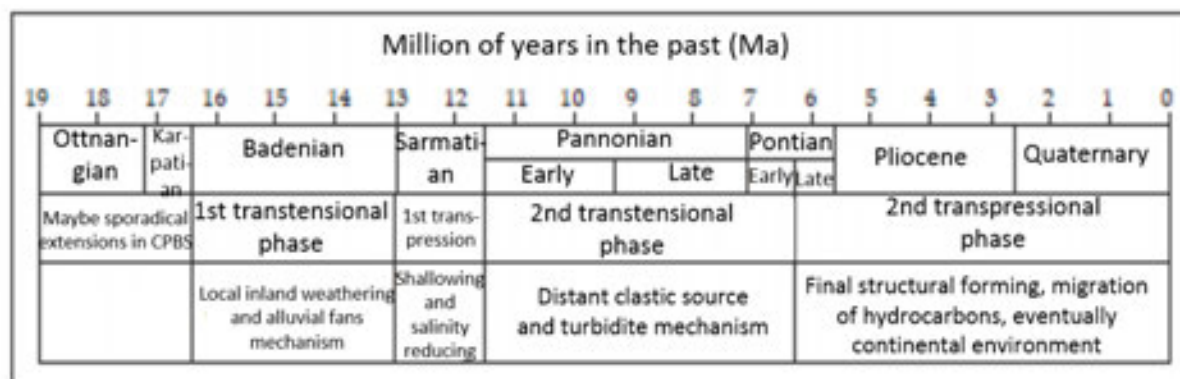 Million of years in the past (Ma)
19 18 17 16 15 14 13 12 11 10 9 8 7 6 5 4 3 2 1 0
Ottnan-
gian
Kar-
pati-
an
Badenian
Sarmati-
an
Pannonian
Early
Late
Pontian
Early
Late
Pliocene
Quaternary
Maybe sporadical
extensions in CPBS
1st transtensional
phase
1st trans-
pression
2nd transtensional
phase
2nd transpressional
phase
Local inland weathering
and alluvial fans
mechanism
Shallowing
and
salinity
reducing
Distant clastic source
and turbidite mechanism
Final structural forming, migration
of hydrocarbons, eventually
continental environment